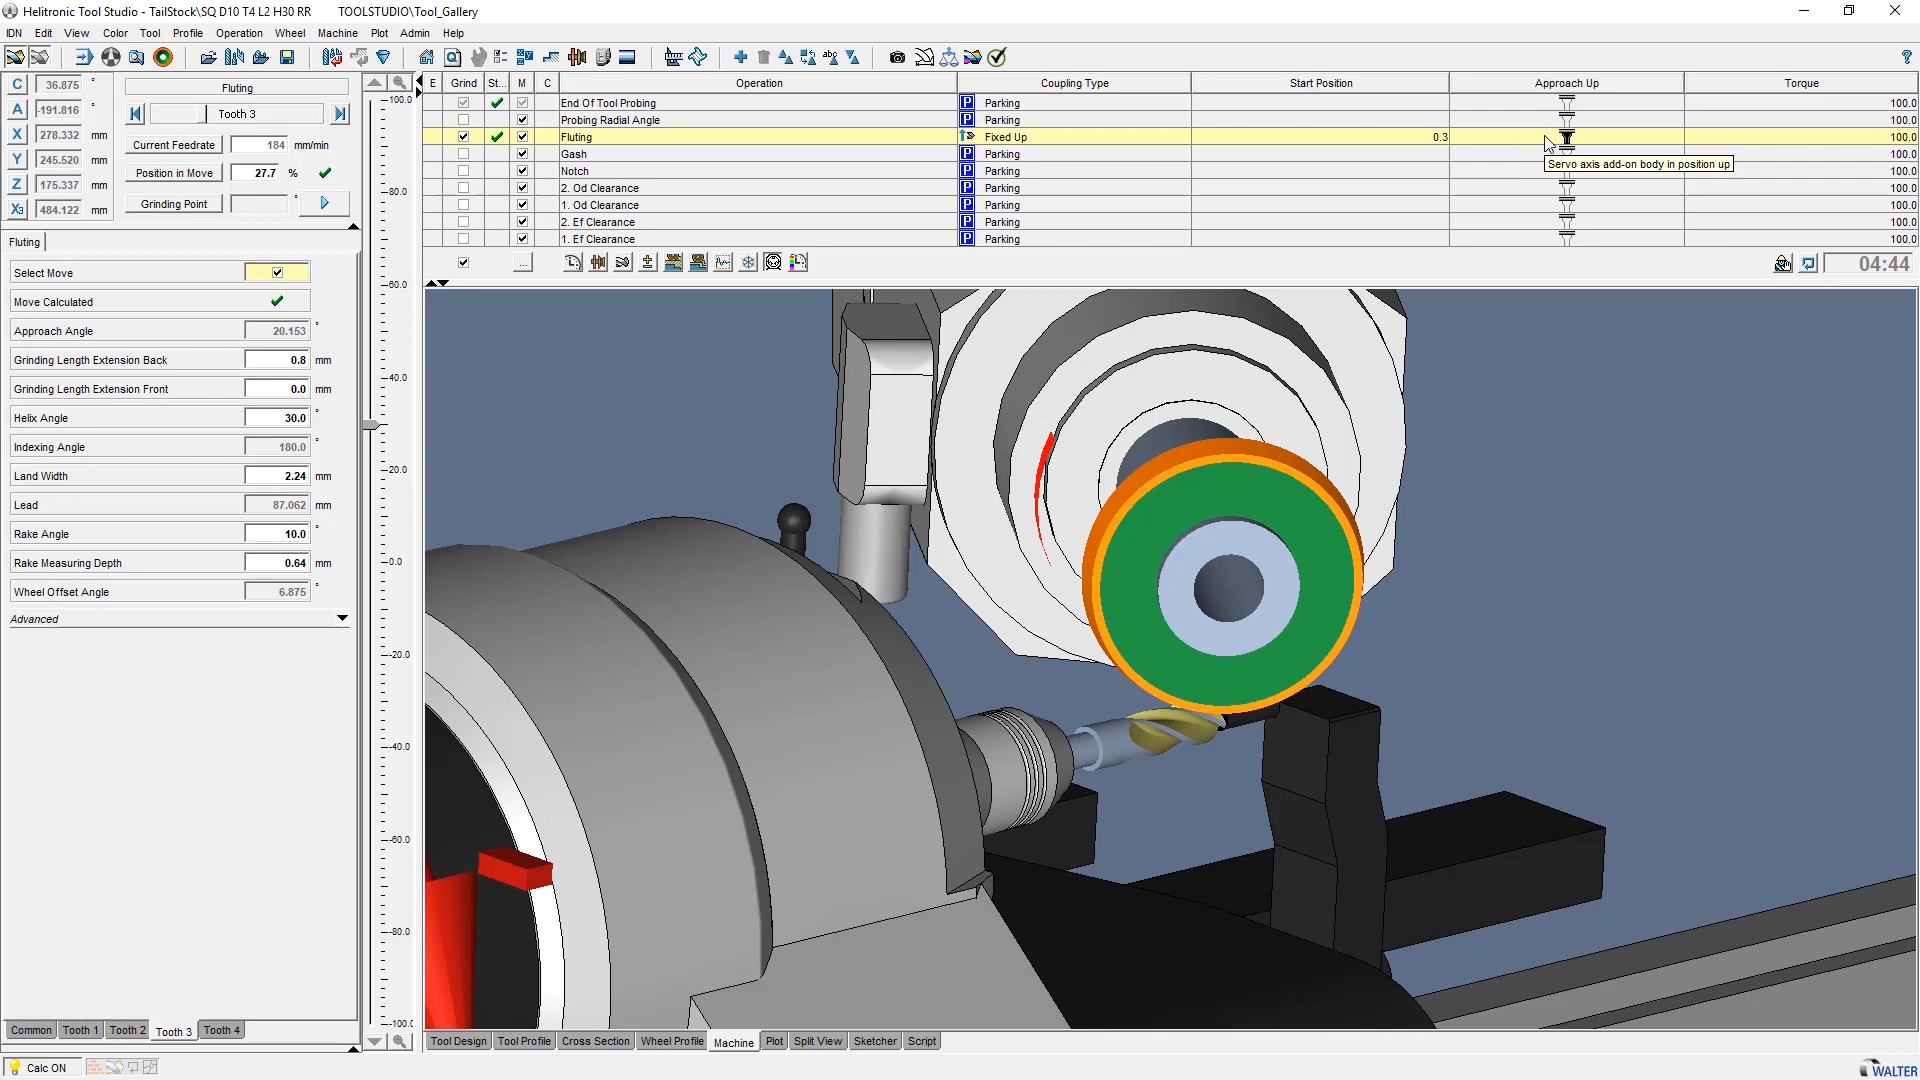 Helitronic Tool Studio - TailStock\SQ D10 T4 L2 H30 RR TOOLSTUDIO\Tool_Gallery
IDN Edit View Color Tool Profile Operation Wheel Machine Plot Admin Help
C 36.875 °
A -191.816 °
X 278.332 mm
Y 245.520 mm
Z 175.337 mm
X3 484.122 mm
Fluting
Tooth 3
Current Feedrate 184 mm/min
Position in Move 27.7 %
Grinding Point °
Fluting
Select Move
Move Calculated
Approach Angle 20.153 °
Grinding Length Extension Back 0.8 mm
Grinding Length Extension Front 0.0 mm
Helix Angle 30.0 °
Indexing Angle 180.0 °
Land Width 2.24 mm
Lead 87.062 mm
Rake Angle 10.0 °
Rake Measuring Depth 0.64 mm
Wheel Offset Angle 6.875 °
Advanced
Common Tooth 1 Tooth 2 Tooth 3 Tooth 4
Calc ON
100.0
80.0
60.0
40.0
20.0
0.0
-20.0
-40.0
-60.0
-80.0
-100.0
E Grind St... M C Operation Coupling Type Start Position Approach Up Torque
End Of Tool Probing P Parking 100.0
Probing Radial Angle P Parking 100.0
Fluting Fixed Up 0.3 100.0
Gash P Parking 100.0
Notch P Parking 100.0
2. Od Clearance P Parking 100.0
1. Od Clearance P Parking 100.0
2. Ef Clearance P Parking 100.0
1. Ef Clearance P Parking 100.0
Servo axis add-on body in position up
...
04:44
Tool Design Tool Profile Cross Section Wheel Profile Machine Plot Split View Sketcher Script
WALTER